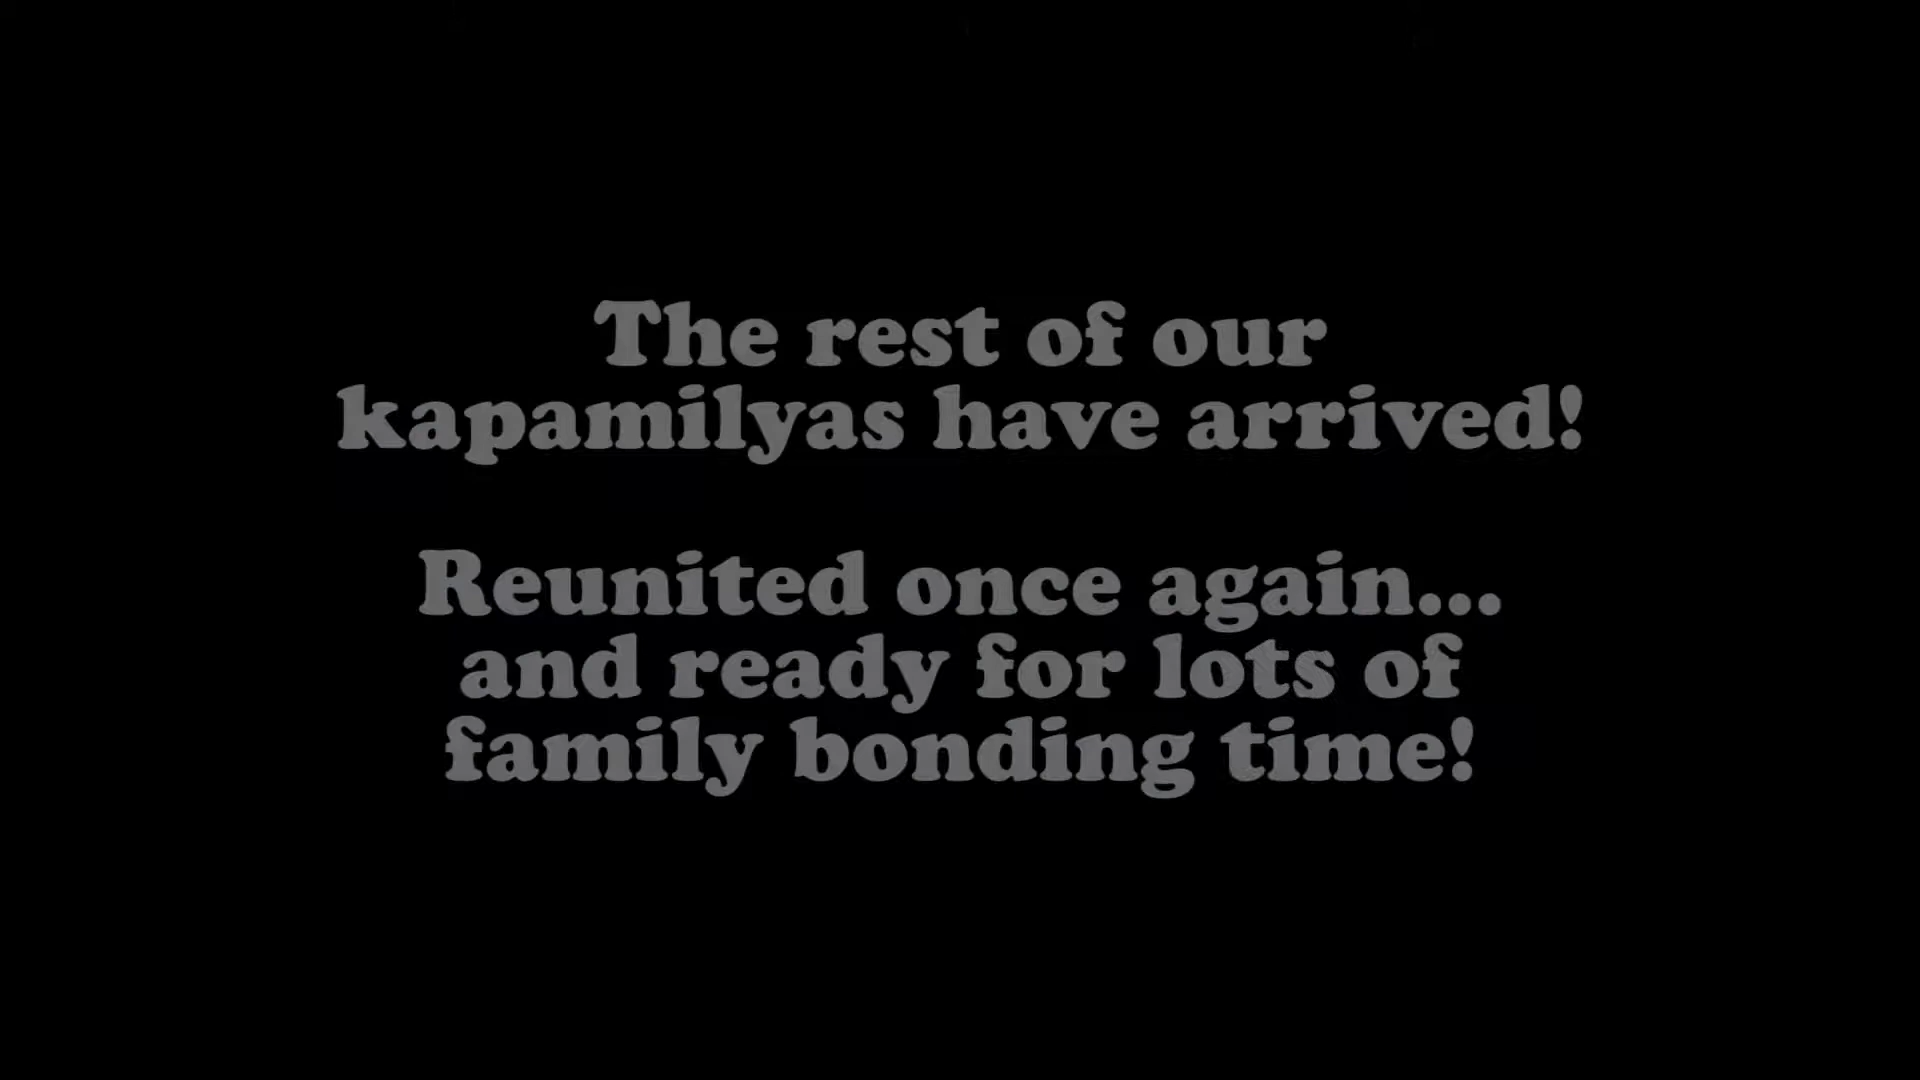 The rest of our
kapamilyas have arrived!
Reunited once again...
and ready for lots of
family bonding time!